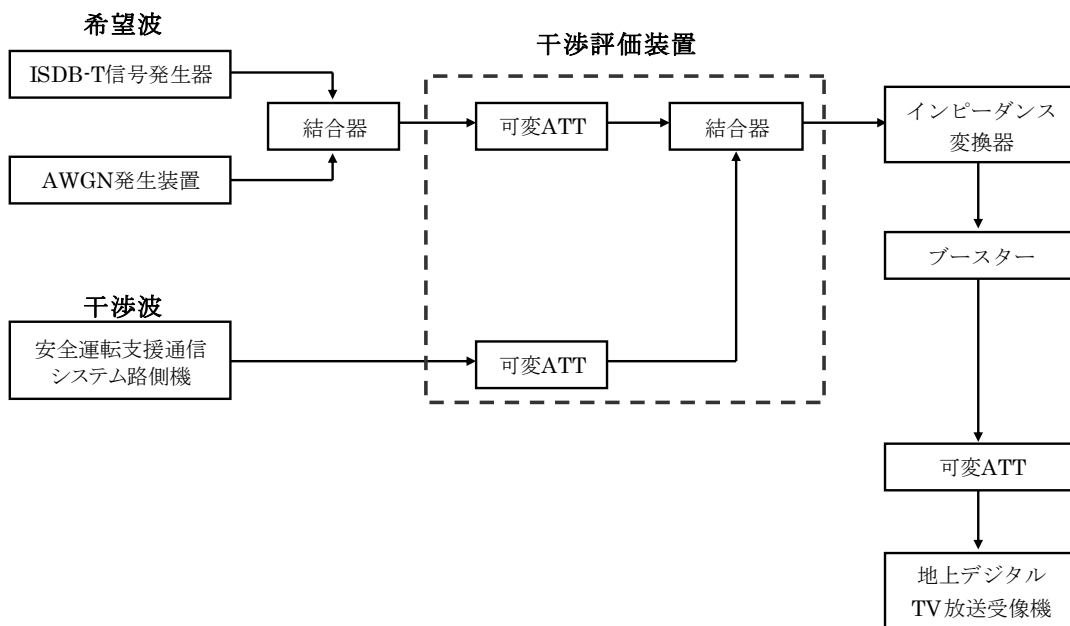 希望波
ISDB-T信号発生器
AWGN発生装置
結合器
干渉評価装置
可変ATT
結合器
インピーダンス
変換器
ブースター
干渉波
安全運転支援通信
システム路側機
可変ATT
可変ATT
地上デジタル
TV放送受像機